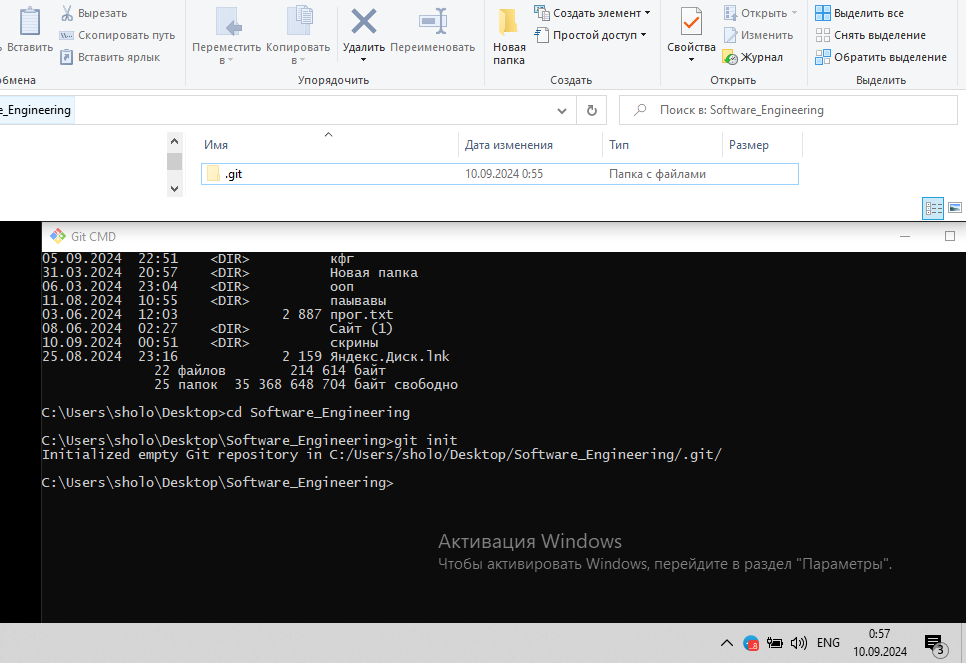 Вставить
Вырезать
Скопировать путь
Вставить ярлык
обмена
Переместить в
Копировать в
Удалить
Переименовать
Упорядочить
Новая папка
Создать элемент
Простой доступ
Создать
Свойства
Открыть
Изменить
Журнал
Открыть
Выделить все
Снять выделение
Обратить выделение
Выделить
e_Engineering
Поиск в: Software_Engineering
Имя Дата изменения Тип Размер
.git 10.09.2024 0:55 Папка с файлами
Git CMD
05.09.2024 22:51 <DIR> кфг
31.03.2024 20:57 <DIR> Новая папка
06.03.2024 23:04 <DIR> ооп
11.08.2024 10:55 <DIR> паывавы
03.06.2024 12:03 2 887 прог.txt
08.06.2024 02:27 <DIR> Сайт (1)
10.09.2024 00:51 <DIR> скрины
25.08.2024 23:16 2 159 Яндекс.Диск.lnk
22 файлов 214 614 байт
25 папок 35 368 648 704 байт свободно
C:\Users\sholo\Desktop>cd Software_Engineering
C:\Users\sholo\Desktop\Software_Engineering>git init
Initialized empty Git repository in C:/Users/sholo/Desktop/Software_Engineering/.git/
C:\Users\sholo\Desktop\Software_Engineering>
Активация Windows
Чтобы активировать Windows, перейдите в раздел "Параметры".
ENG
0:57
10.09.2024
3